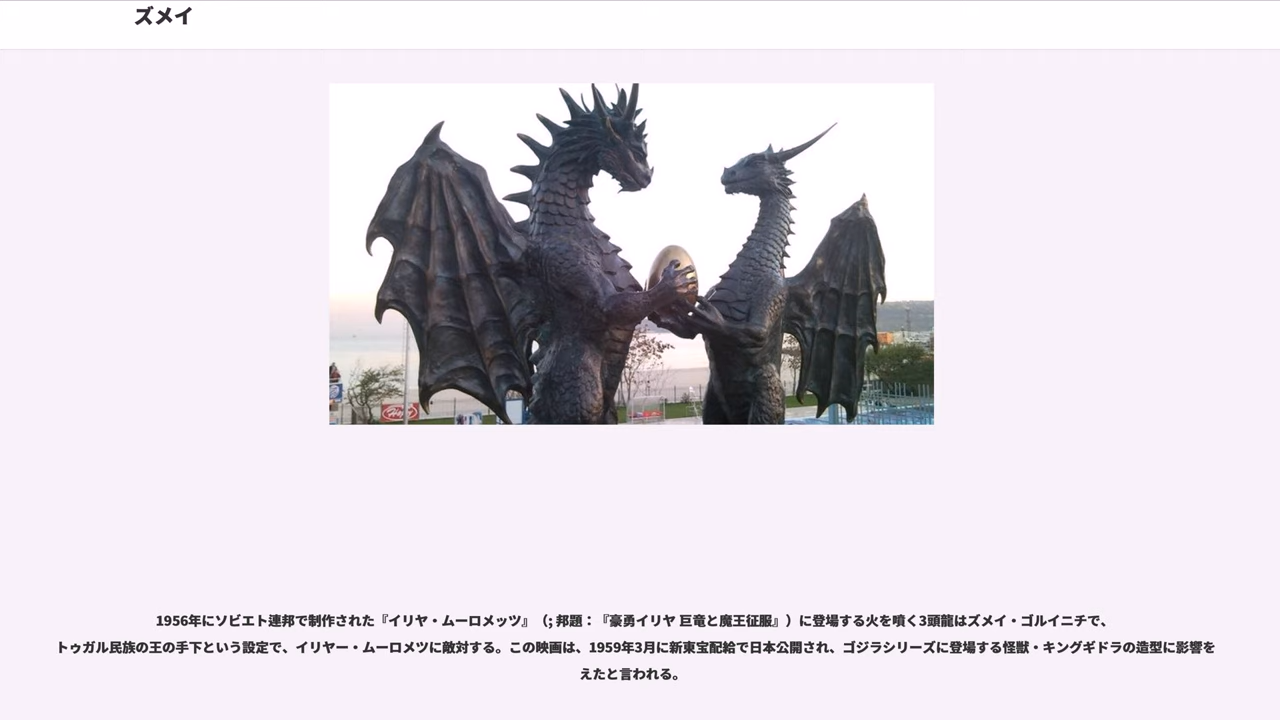 ズメイ
1956年にソビエト連邦で制作された『イリヤ・ムーロメッツ』（; 邦題：『豪勇イリヤ 巨竜と魔王征服』）に登場する火を噴く3頭龍はズメイ・ゴルイニチで、
トゥガル民族の王の手下という設定で、イリヤー・ムーロメツに敵対する。この映画は、1959年3月に新東宝配給で日本公開され、ゴジラシリーズに登場する怪獣・キングギドラの造型に影響を
えたと言われる。